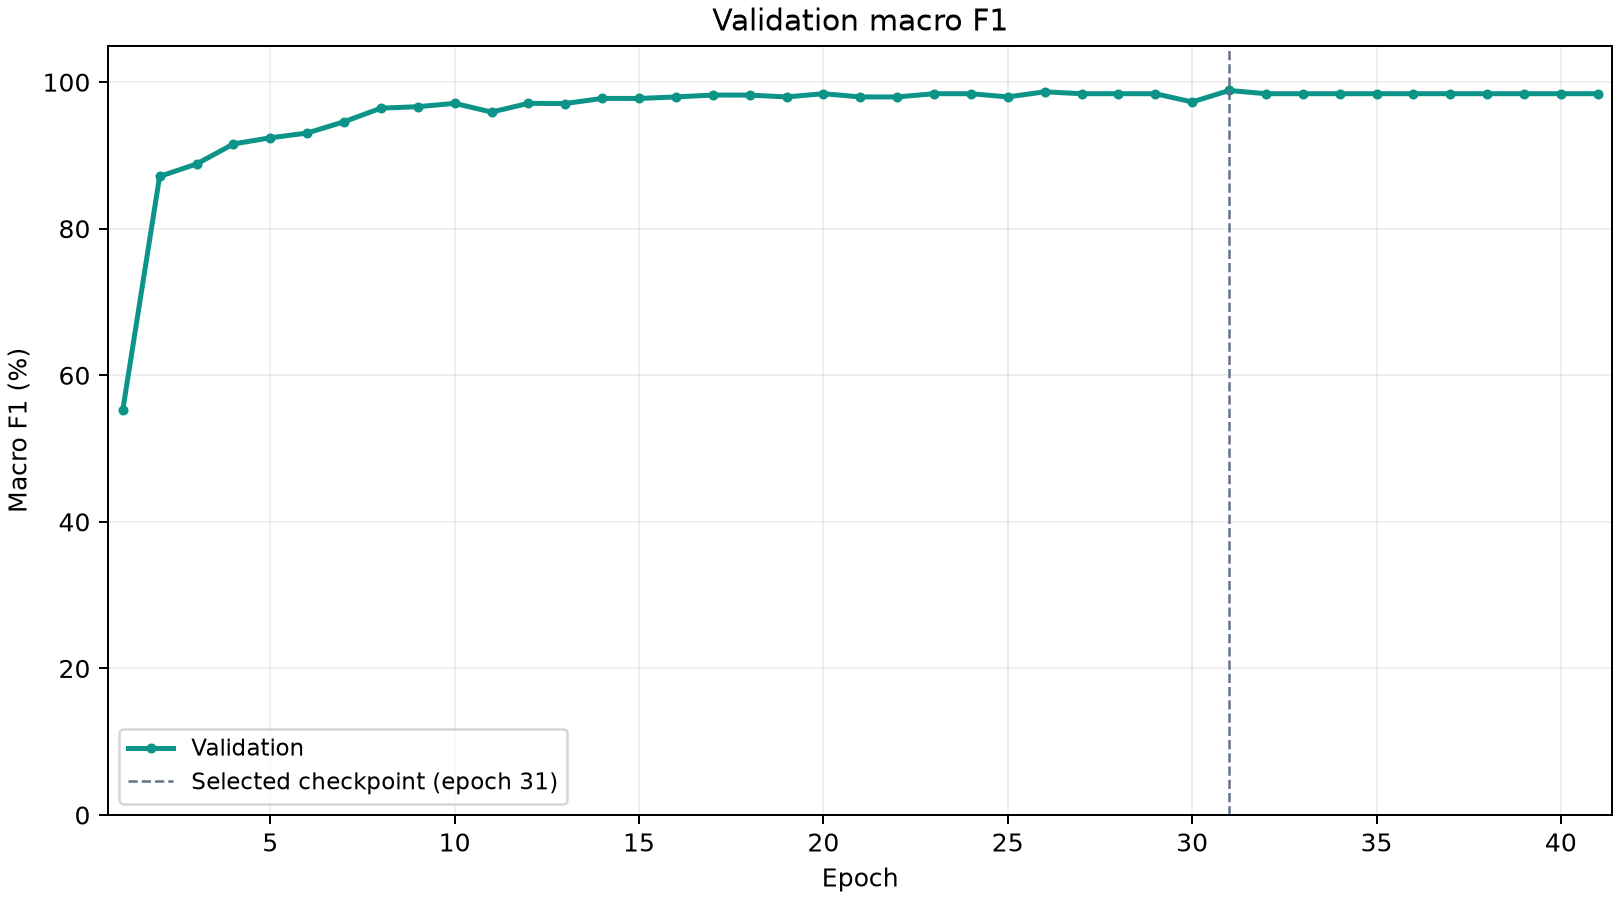 Validation macro F1
Macro F1 (%)
100
80
60
40
20
0
Validation
Selected checkpoint (epoch 31)
5 10 15 20 25 30 35 40
Epoch